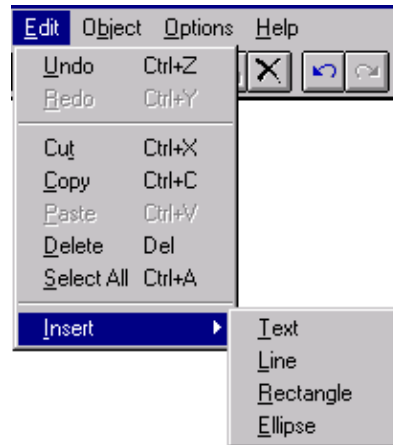 Edit Object Options Help
Undo Ctrl+Z
Redo Ctrl+Y
Cut Ctrl+X
Copy Ctrl+C
Paste Ctrl+V
Delete Del
Select All Ctrl+A
Insert
Text
Line
Rectangle
Ellipse